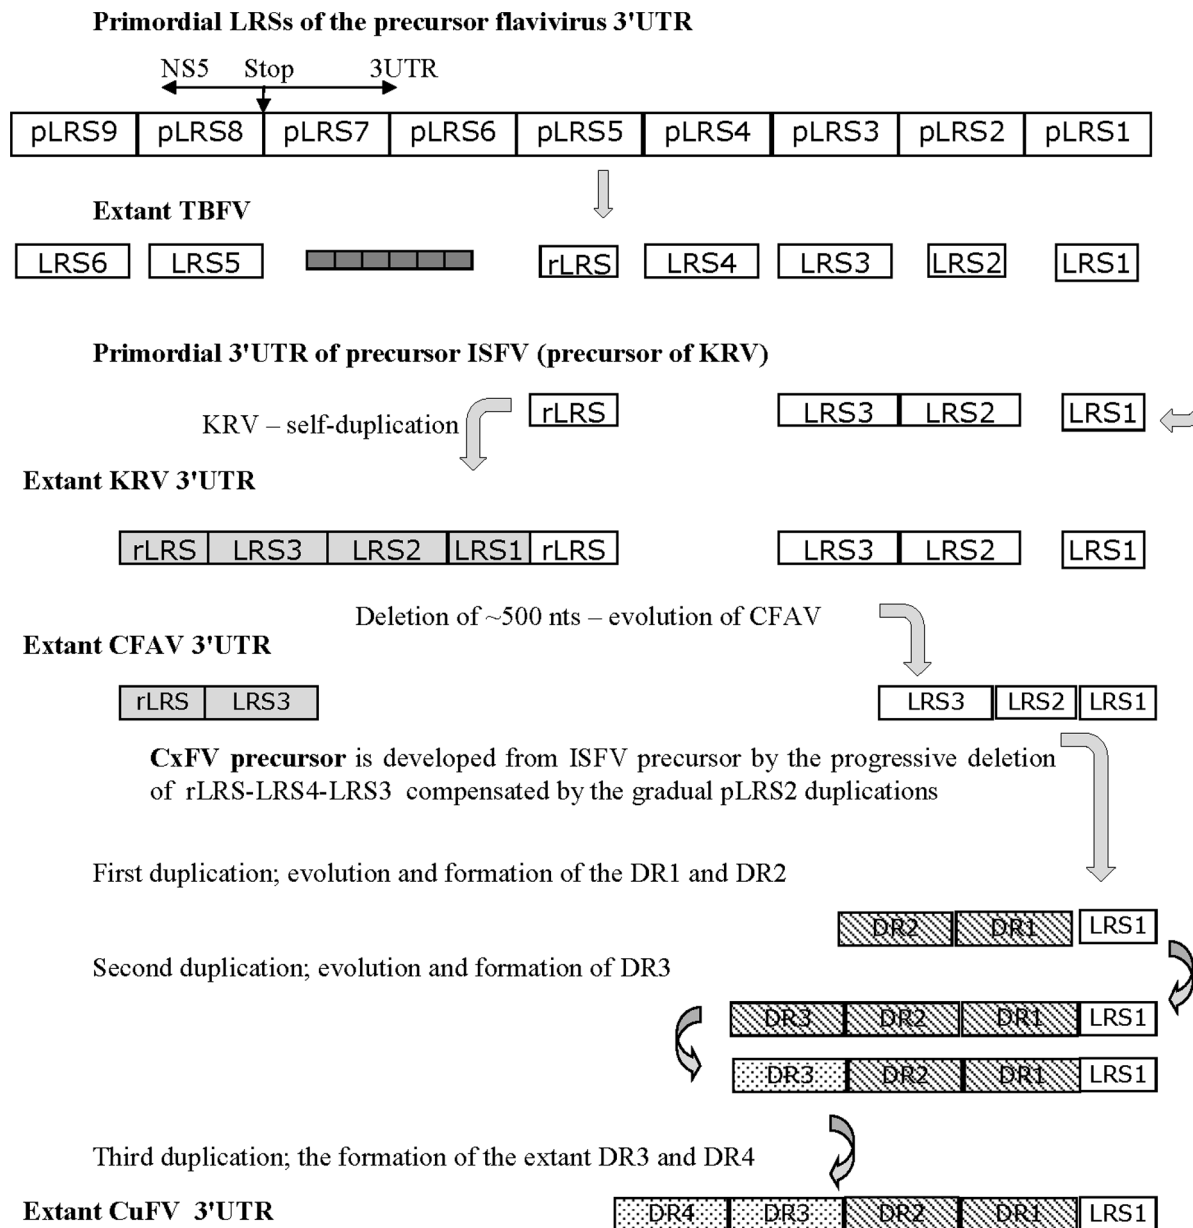 Primordial LRSs of the precursor flavivirus 3'UTR
NS5 Stop 3UTR
pLRS9 pLRS8 pLRS7 pLRS6 pLRS5 pLRS4 pLRS3 pLRS2 pLRS1
Extant TBFV
LRS6 LRS5 rLRS LRS4 LRS3 LRS2 LRS1
Primordial 3'UTR of precursor ISFV (precursor of KRV)
rLRS LRS3 LRS2 LRS1
KRV – self-duplication
Extant KRV 3'UTR
rLRS LRS3 LRS2 LRS1 rLRS LRS3 LRS2 LRS1
Deletion of ~500 nts – evolution of CFAV
Extant CFAV 3'UTR
rLRS LRS3 LRS3 LRS2 LRS1
CxFV precursor is developed from ISFV precursor by the progressive deletion
of rLRS-LRS4-LRS3 compensated by the gradual pLRS2 duplications
First duplication; evolution and formation of the DR1 and DR2
DR2 DR1 LRS1
Second duplication; evolution and formation of DR3
DR3 DR2 DR1 LRS1
DR3 DR2 DR1 LRS1
Third duplication; the formation of the extant DR3 and DR4
Extant CuFV 3'UTR
DR4 DR3 DR2 DR1 LRS1